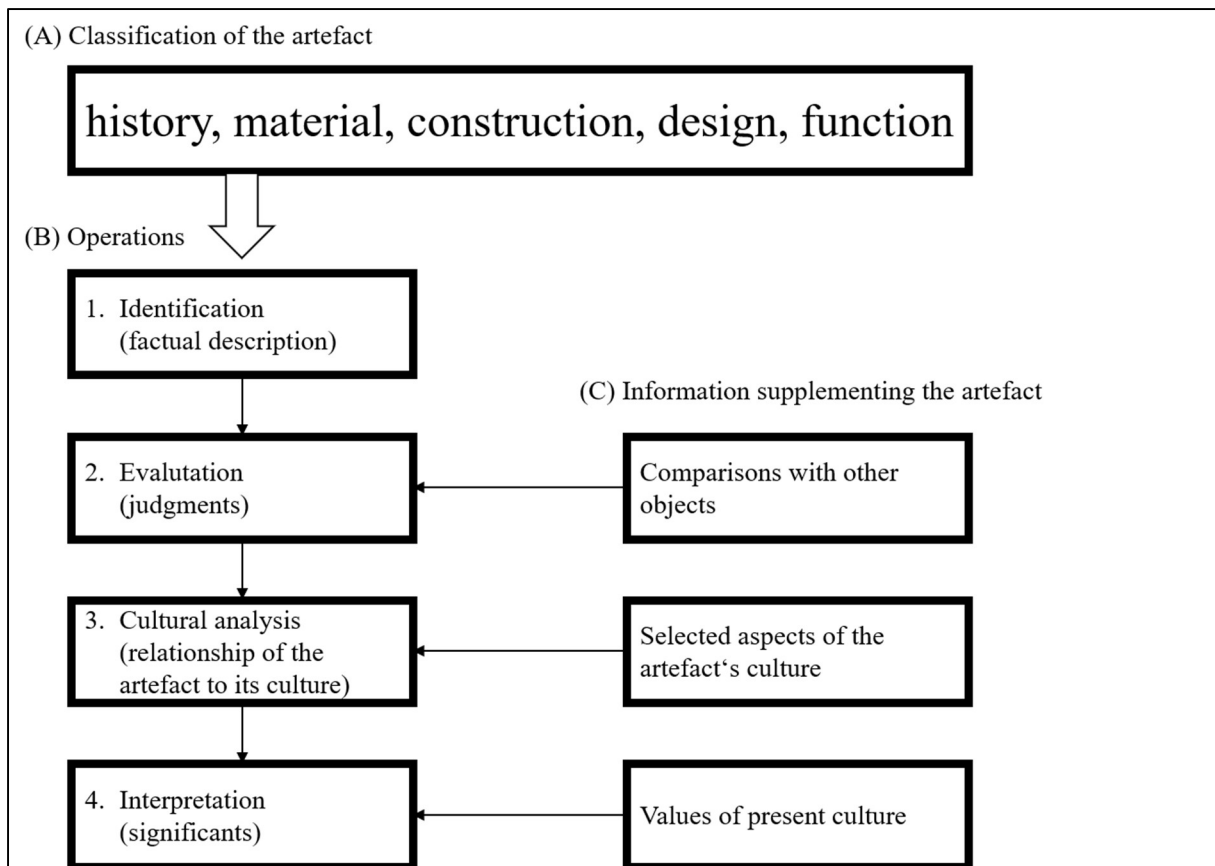 (A) Classification of the artefact
history, material, construction, design, function
(B) Operations
1. Identification
(factual description)
(C) Information supplementing the artefact
2. Evalutation
(judgments)
Comparisons with other
objects
3. Cultural analysis
(relationship of the
artefact to its culture)
Selected aspects of the
artefact‘s culture
4. Interpretation
(significants)
Values of present culture